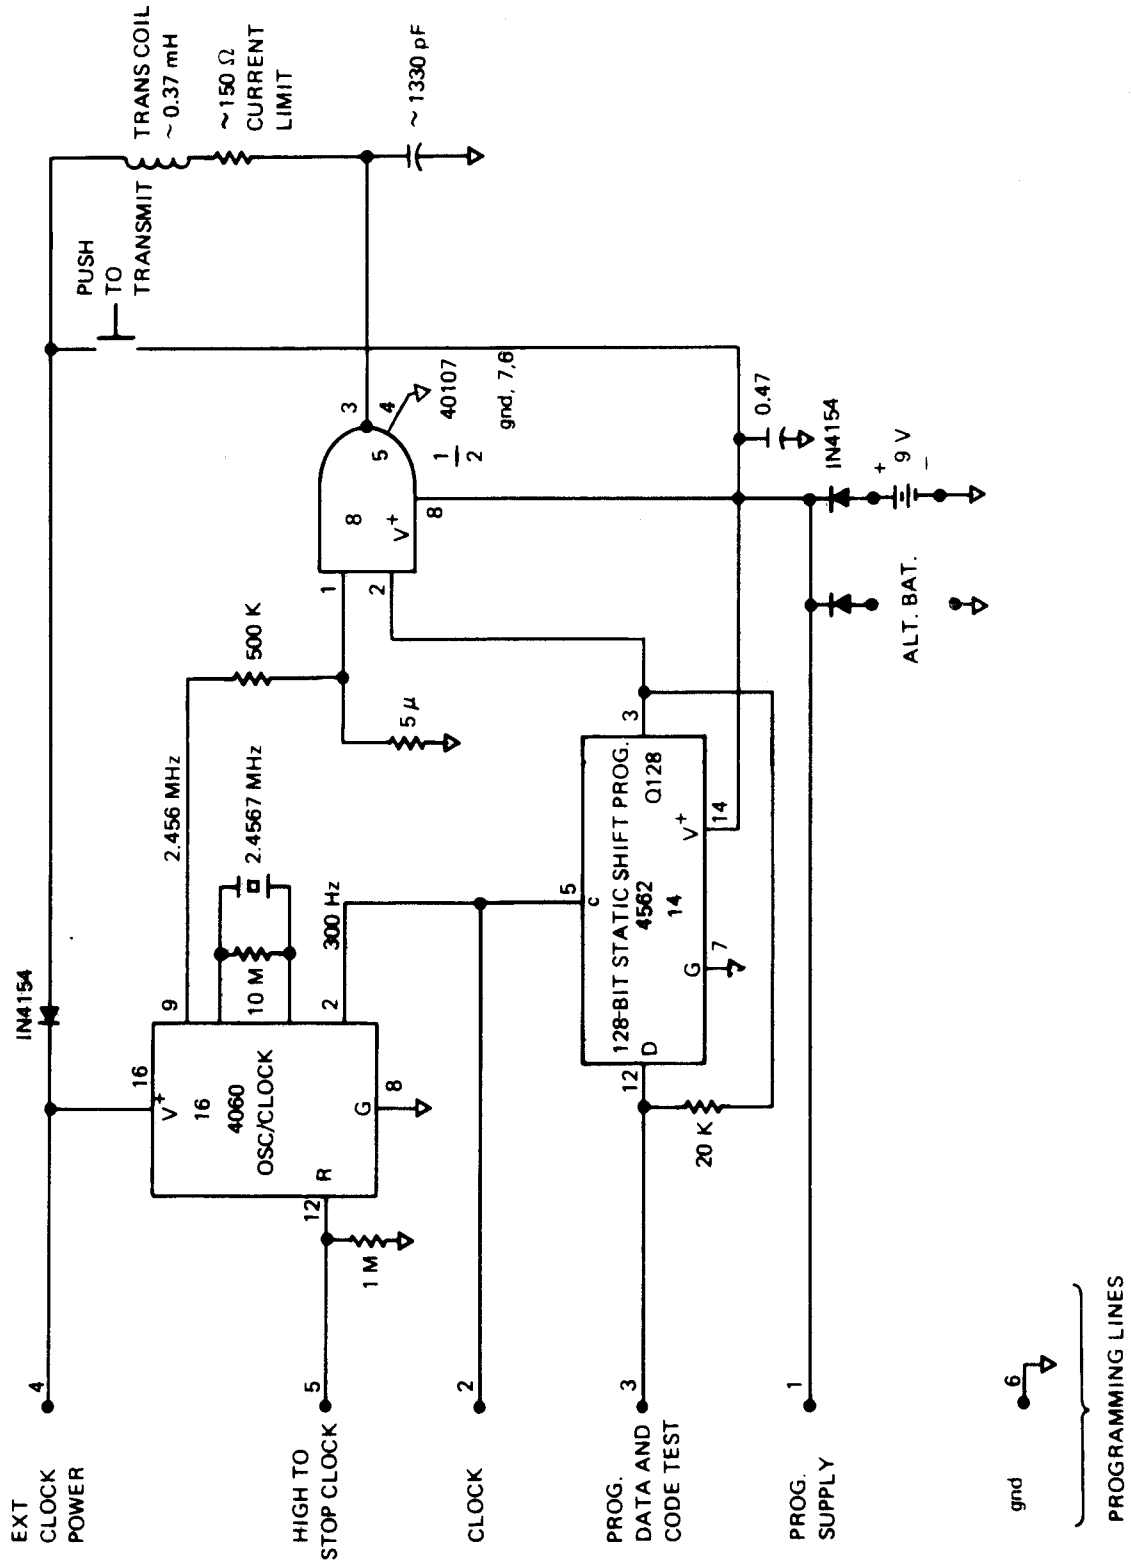 EXT
CLOCK
POWER
4
IN4154
PUSH
TO
TRANSMIT
TRANS COIL
~ 0.37 mH
~150 Ω
CURRENT
LIMIT
~ 1330 pF
16
V+
16
4060
OSC/CLOCK
G
8
R
12
9
2.456 MHz
10 M
2.4567 MHz
2
300 Hz
500 K
5 μ
1
2
8
V+
8
5
3
4
40107
1/2
gnd, 7,6
HIGH TO
STOP CLOCK
5
1 M
CLOCK
2
PROG.
DATA AND
CODE TEST
3
12
D
128-BIT STATIC SHIFT PROG.
4562
14
5
c
G
7
V+
14
Q128
3
20 K
0.47
IN4154
+
9 V
–
ALT. BAT.
PROG.
SUPPLY
1
gnd
6
PROGRAMMING LINES